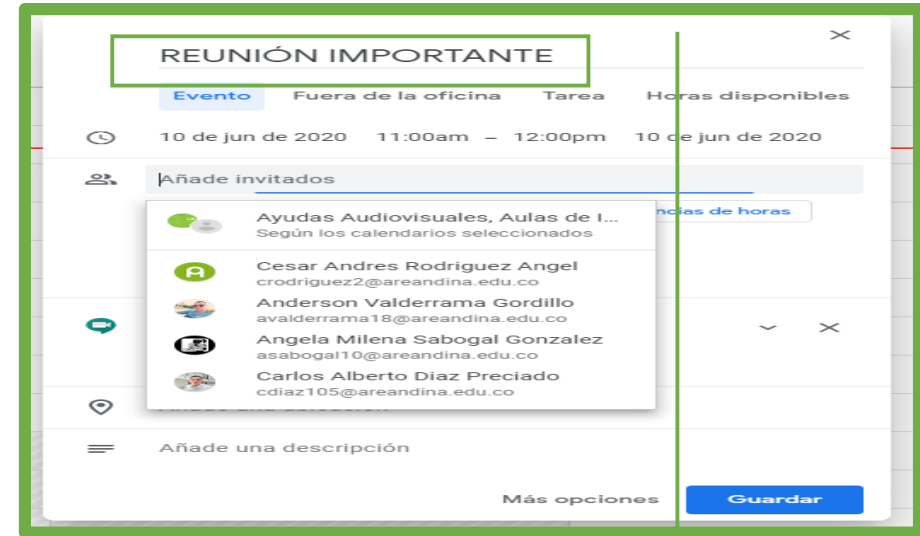 REUNIÓN IMPORTANTE
Evento Fuera de la oficina Tarea Horas disponibles
10 de jun de 2020 11:00am – 12:00pm 10 de jun de 2020
Añade invitados
Ayudas Audiovisuales, Aulas de I...
Según los calendarios seleccionados
de horas
Cesar Andres Rodriguez Angel
crodriguez2@areandina.edu.co
Anderson Valderrama Gordillo
avalderrama18@areandina.edu.co
Angela Milena Sabogal Gonzalez
asabogal10@areandina.edu.co
Carlos Alberto Diaz Preciado
cdiaz105@areandina.edu.co
Añade una descripción
Más opciones Guardar